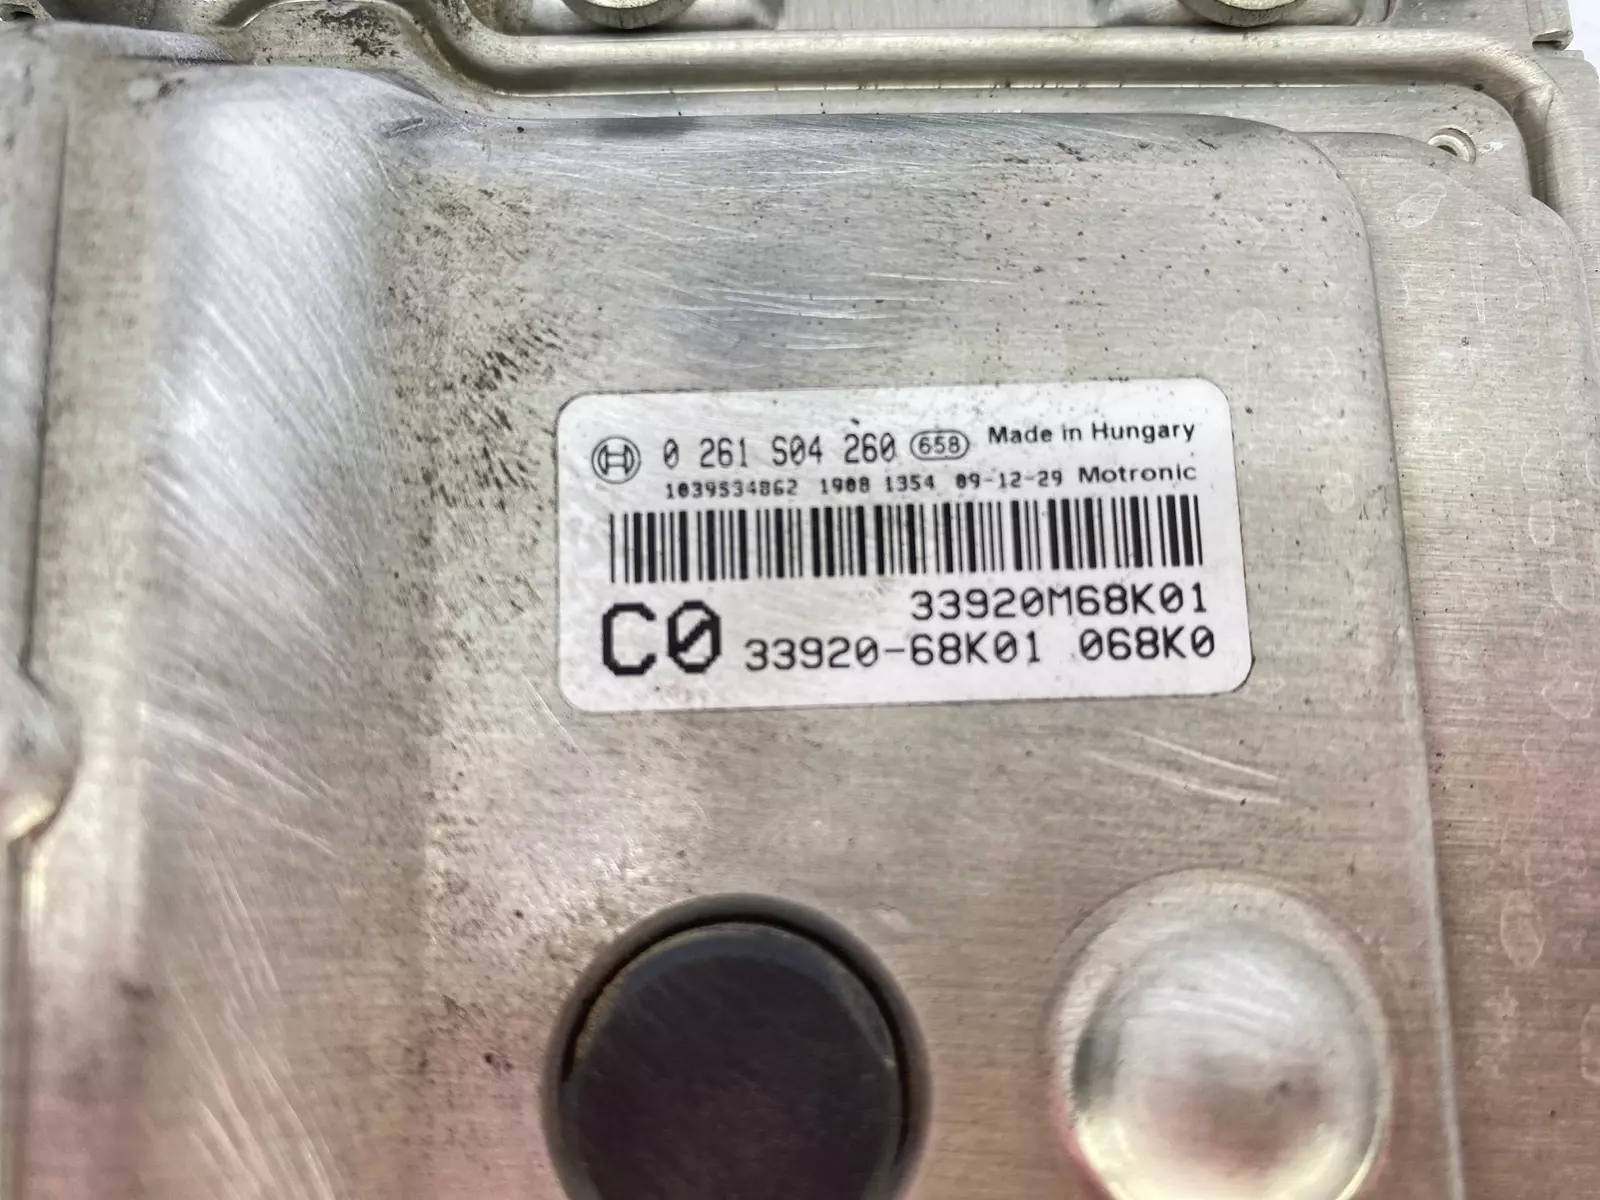 0 261 S04 260 658 Made in Hungary
1039S34862 1908 1354 09-12-29 Motronic
33920M68K01
C0 33920-68K01 068K0